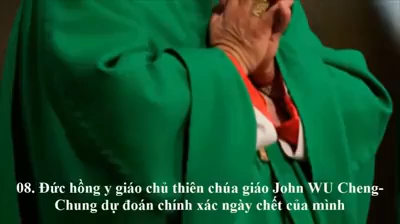 08. Đức hồng y giáo chủ thiên chúa giáo John WU Cheng-
Chung dự đoán chính xác ngày chết của mình